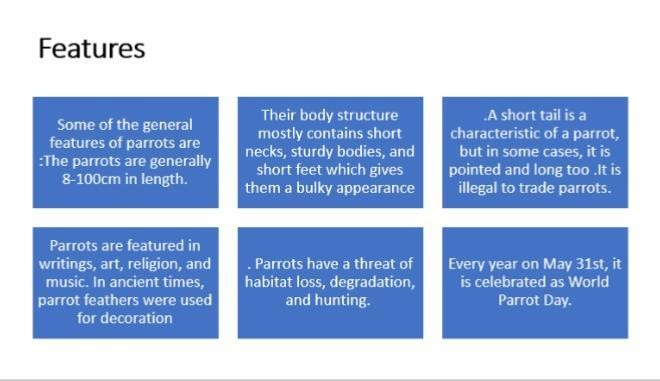 Features
Some of the general
features of parrots are
:The parrots are generally
8-100cm in length.
Their body structure
mostly contains short
necks, sturdy bodies, and
short feet which gives
them a bulky appearance
.A short tail is a
characteristic of a parrot,
but in some cases, it is
pointed and long too .It is
illegal to trade parrots.
Parrots are featured in
writings, art, religion, and
music. In ancient times,
parrot feathers were used
for decoration
. Parrots have a threat of
habitat loss, degradation,
and hunting.
Every year on May 31st, it
is celebrated as World
Parrot Day.